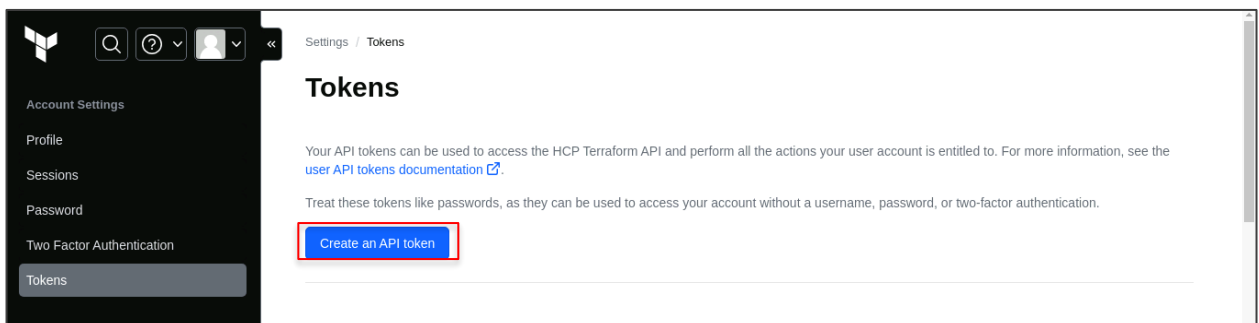 Account Settings
Profile
Sessions
Password
Two Factor Authentication
Tokens
Settings / Tokens
Tokens
Your API tokens can be used to access the HCP Terraform API and perform all the actions your user account is entitled to. For more information, see the
user API tokens documentation.
Treat these tokens like passwords, as they can be used to access your account without a username, password, or two-factor authentication.
Create an API token